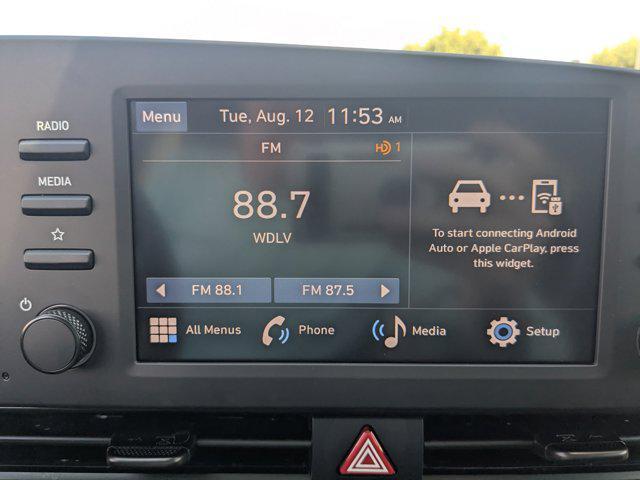 RADIO
MEDIA
Menu
Tue, Aug. 12 11:53 AM
FM HD 1
88.7
WDLV
FM 88.1 FM 87.5
To start connecting Android
Auto or Apple CarPlay, press
this widget.
All Menus Phone Media Setup